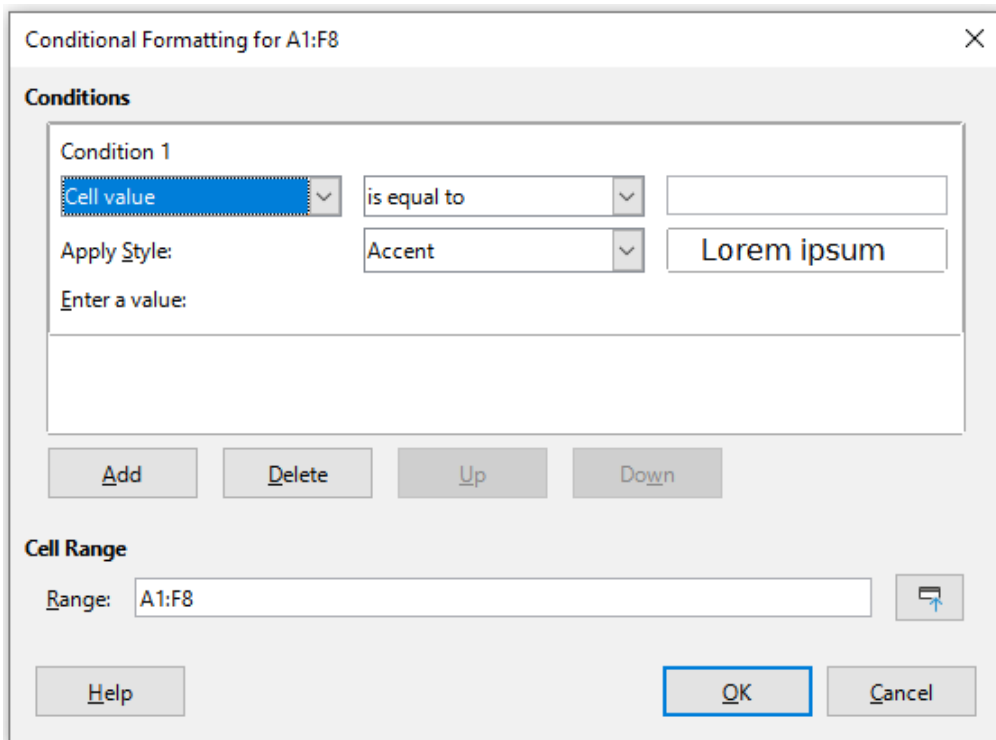 Conditional Formatting for A1:F8
Conditions
Condition 1
Cell value is equal to
Apply Style: Accent Lorem ipsum
Enter a value:
Add Delete Up Down
Cell Range
Range: A1:F8
Help OK Cancel